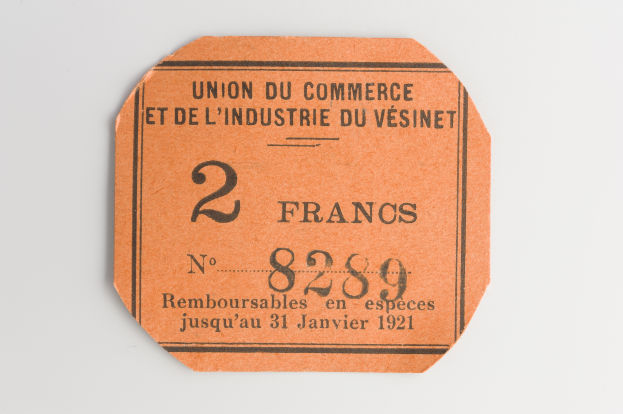 UNION DU COMMERCE
ET DE L'INDUSTRIE DU VÉSINET
2 FRANCS
Nº 8289
Remboursables en espèces
jusqu'au 31 Janvier 1921